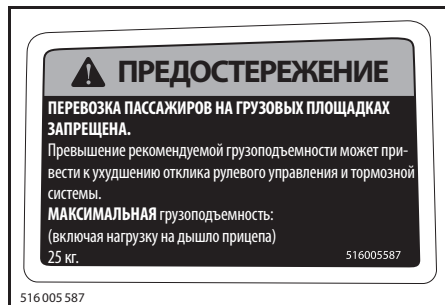 ПРЕДОСТЕРЕЖЕНИЕ
ПЕРЕВОЗКА ПАССАЖИРОВ НА ГРУЗОВЫХ ПЛОЩАДКАХ
ЗАПРЕЩЕНА.
Превышение рекомендуемой грузоподъемности может при-
вести к ухудшению отклика рулевого управления и тормозной
системы.
МАКСИМАЛЬНАЯ грузоподъемность:
(включая нагрузку на дышло прицепа)
25 кг.
516005587
516 005 587